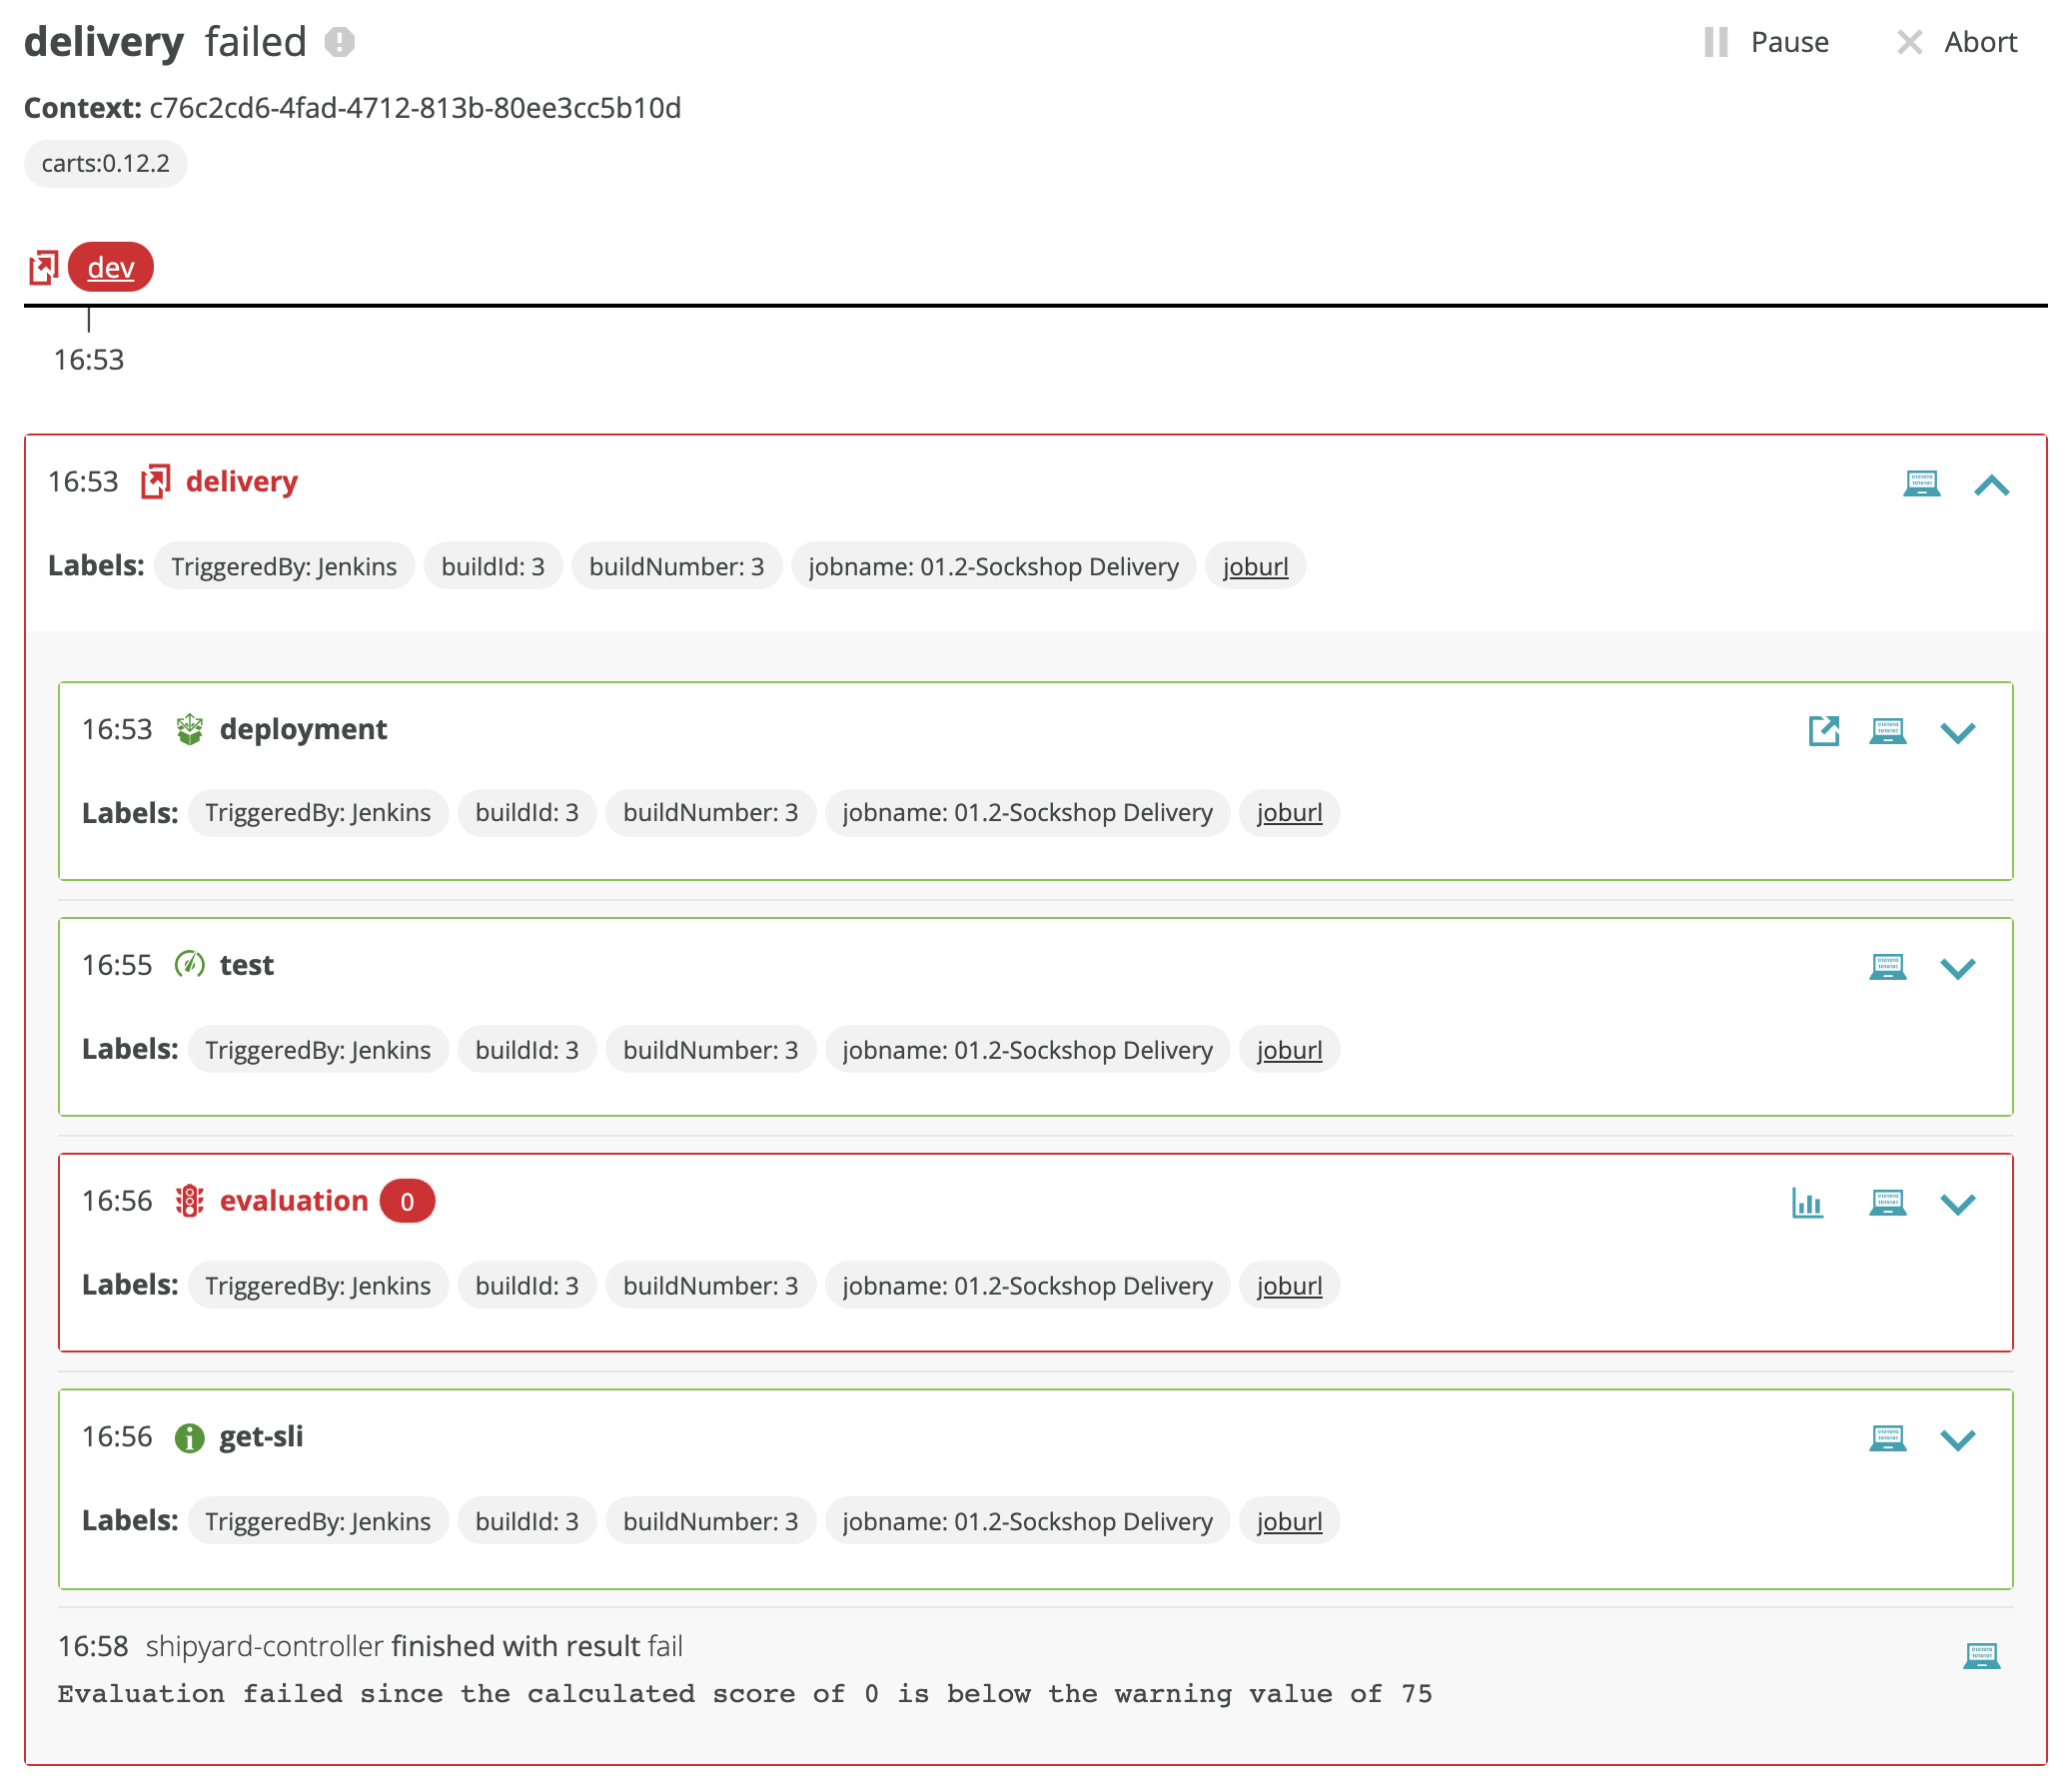 delivery failed Pause Abort
Context: c76c2cd6-4fad-4712-813b-80ee3cc5b10d
carts:0.12.2
dev
16:53
16:53 delivery
Labels: TriggeredBy: Jenkins buildId: 3 buildNumber: 3 jobname: 01.2-Sockshop Delivery joburl
16:53 deployment
Labels: TriggeredBy: Jenkins buildId: 3 buildNumber: 3 jobname: 01.2-Sockshop Delivery joburl
16:55 test
Labels: TriggeredBy: Jenkins buildId: 3 buildNumber: 3 jobname: 01.2-Sockshop Delivery joburl
16:56 evaluation 0
Labels: TriggeredBy: Jenkins buildId: 3 buildNumber: 3 jobname: 01.2-Sockshop Delivery joburl
16:56 get-sli
Labels: TriggeredBy: Jenkins buildId: 3 buildNumber: 3 jobname: 01.2-Sockshop Delivery joburl
16:58 shipyard-controller finished with result fail
Evaluation failed since the calculated score of 0 is below the warning value of 75